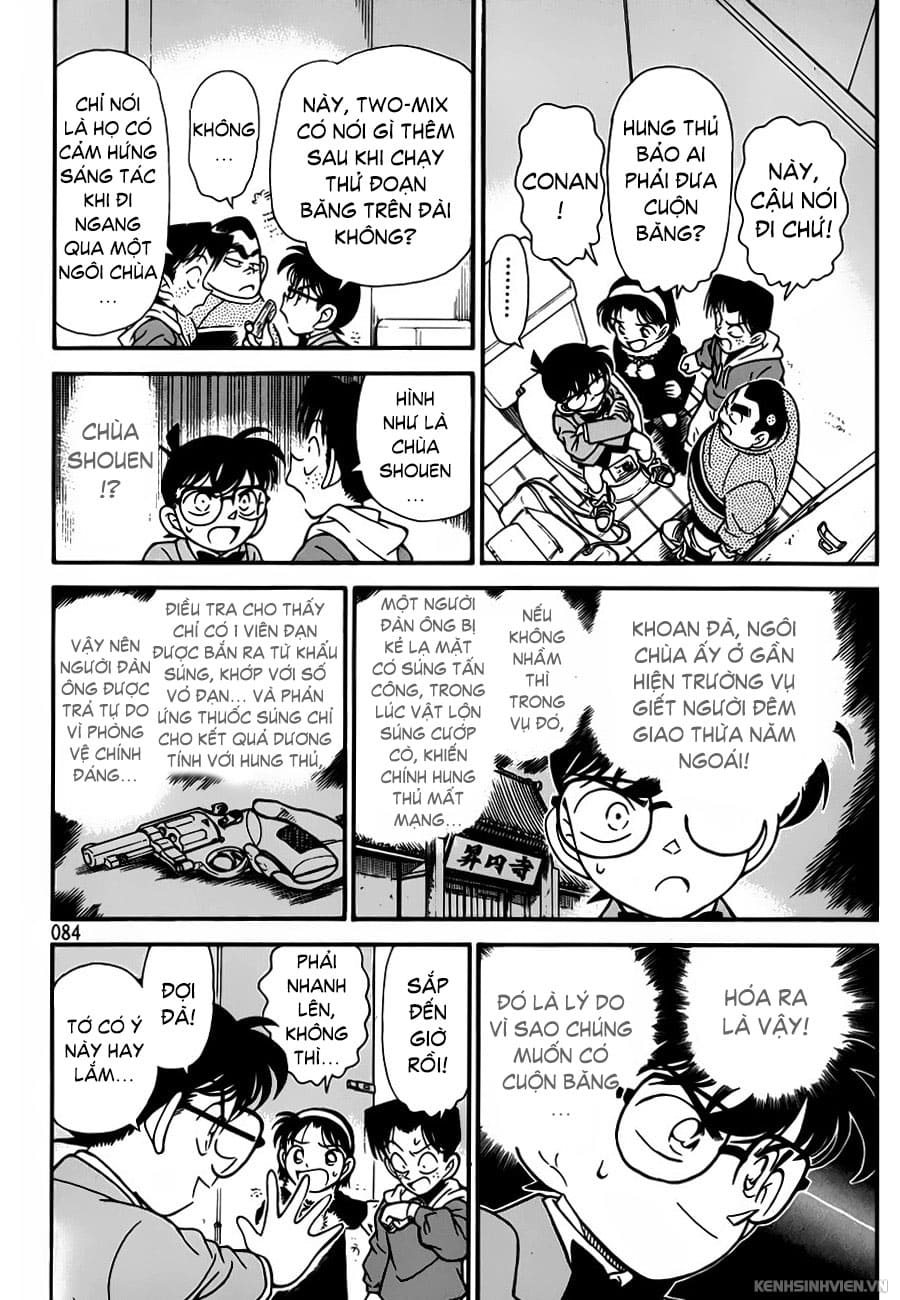 NÀY,
CẬU NÓI
ĐI CHỨ!
HUNG THỦ
BẢO AI
PHẢI ĐƯA
CUỘN
BĂNG?
CONAN
!
.........
NÀY, TWO-MIX
CÓ NÓI GÌ THÊM
SAU KHI CHẠY
THỬ ĐOẠN
BĂNG TRÊN ĐÀI
KHÔNG?
KHÔNG
...
CHỈ NÓI
LÀ HỌ CÓ
CẢM HỨNG
SÁNG TÁC
KHI ĐI
NGANG
QUA MỘT
NGÔI CHÙA
...
HÌNH
NHƯ LÀ
CHÙA
SHOUEN
...
CHÙA
SHOUEN
!?
KHOAN ĐÃ, NGÔI
CHÙA ẤY Ở GẦN
HIỆN TRƯỜNG VỤ
GIẾT NGƯỜI ĐÊM
GIAO THỪA NĂM
NGOÁI!
NẾU
KHÔNG
NHẦM
THÌ
TRONG
VỤ ĐÓ,
MỘT NGƯỜI
ĐÀN ÔNG BỊ
KẺ LẠ MẶT
CÓ SÚNG TẤN
CÔNG, TRONG
LÚC VẬT LỘN
SÚNG CƯỚP
CÒ, KHIẾN
CHÍNH HUNG
THỦ MẤT
MẠNG...
昇円寺
ĐIỀU TRA CHO THẤY
CHỈ CÓ 1 VIÊN ĐẠN
ĐƯỢC BẮN RA TỪ KHẨU
SÚNG, KHỚP VỚI SỐ
VỎ ĐẠN... VÀ PHẢN
ỨNG THUỐC SÚNG CHỈ
CHO KẾT QUẢ DƯƠNG
TÍNH VỚI HUNG THỦ,
VẬY NÊN
NGƯỜI ĐÀN
ÔNG ĐƯỢC
TRẢ TỰ DO
VÌ PHÒNG
VỆ CHÍNH
ĐÁNG...
084
HÓA RA
LÀ VẬY!
ĐÓ LÀ LÝ DO
VÌ SAO CHÚNG
MUỐN CÓ
CUỘN BĂNG
...
SẮP
ĐẾN
GIỜ
RỒI!
PHẢI
NHANH
LÊN,
KHÔNG
THÌ...
ĐỢI
ĐÃ!
TỚ CÓ Ý
NÀY HAY
LẮM...
KENHSINHVIEN.VN